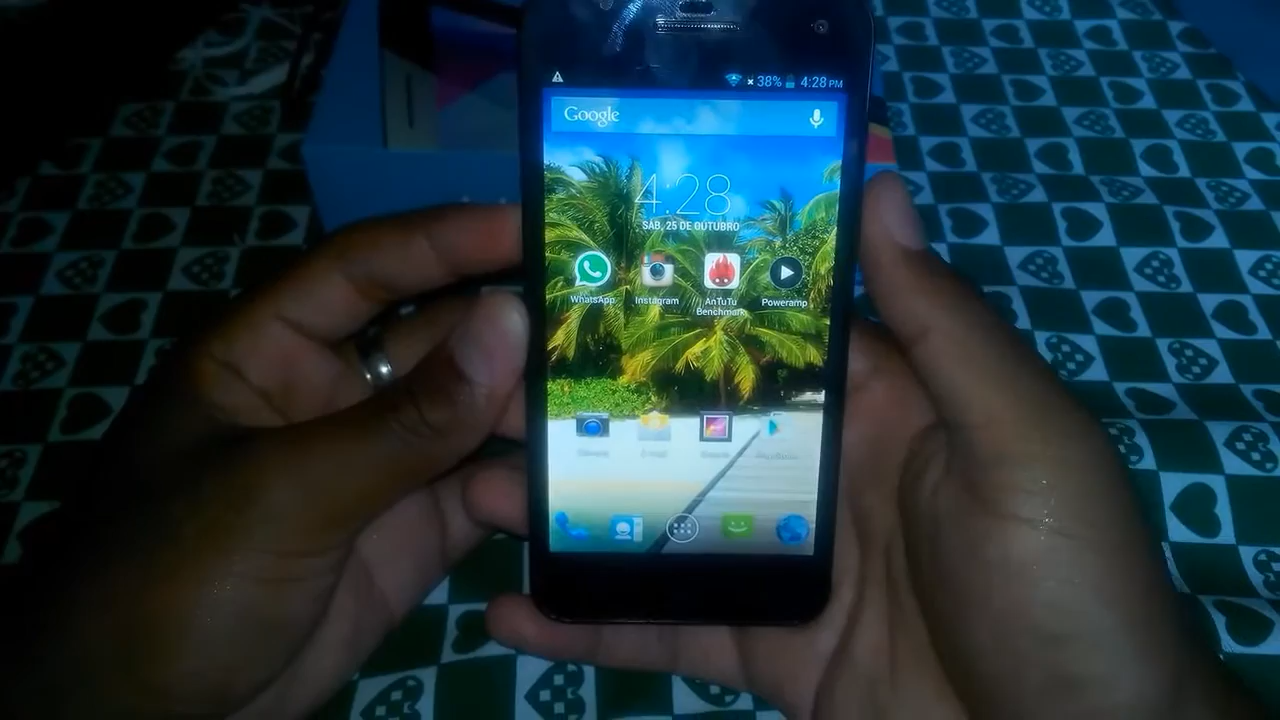 38% 4:28 PM
Google
4:28
SÁB, 25 DE OUTUBRO
WhatsApp Instagram AnTuTu Benchmark Poweramp